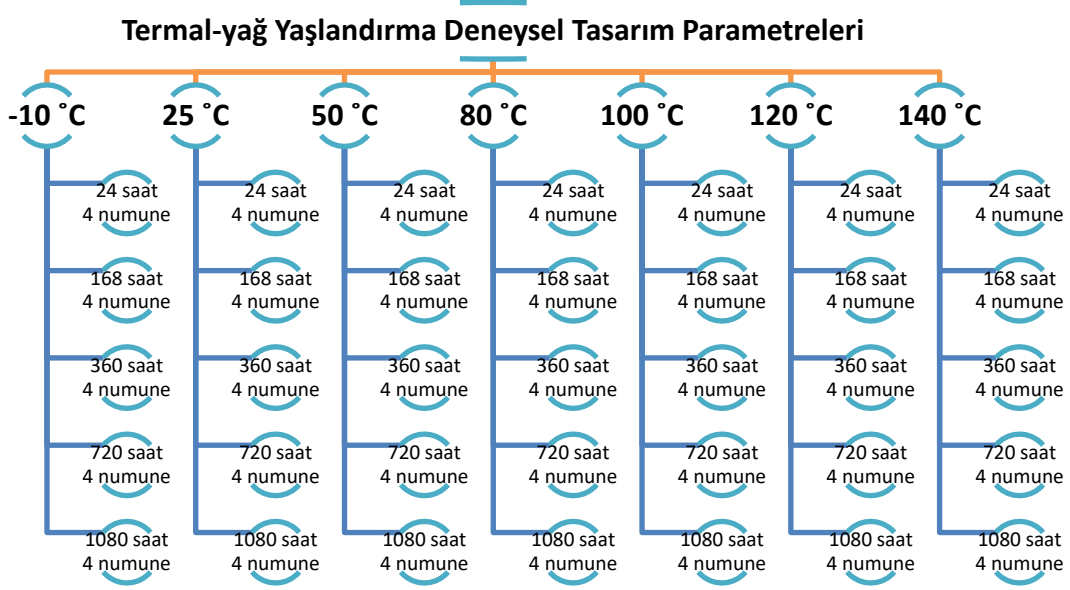 Termal-yağ Yaşlandırma Deneysel Tasarım Parametreleri
-10 ˚C
24 saat
4 numune
168 saat
4 numune
360 saat
4 numune
720 saat
4 numune
1080 saat
4 numune
25 ˚C
24 saat
4 numune
168 saat
4 numune
360 saat
4 numune
720 saat
4 numune
1080 saat
4 numune
50 ˚C
24 saat
4 numune
168 saat
4 numune
360 saat
4 numune
720 saat
4 numune
1080 saat
4 numune
80 ˚C
24 saat
4 numune
168 saat
4 numune
360 saat
4 numune
720 saat
4 numune
1080 saat
4 numune
100 ˚C
24 saat
4 numune
168 saat
4 numune
360 saat
4 numune
720 saat
4 numune
1080 saat
4 numune
120 ˚C
24 saat
4 numune
168 saat
4 numune
360 saat
4 numune
720 saat
4 numune
1080 saat
4 numune
140 ˚C
24 saat
4 numune
168 saat
4 numune
360 saat
4 numune
720 saat
4 numune
1080 saat
4 numune